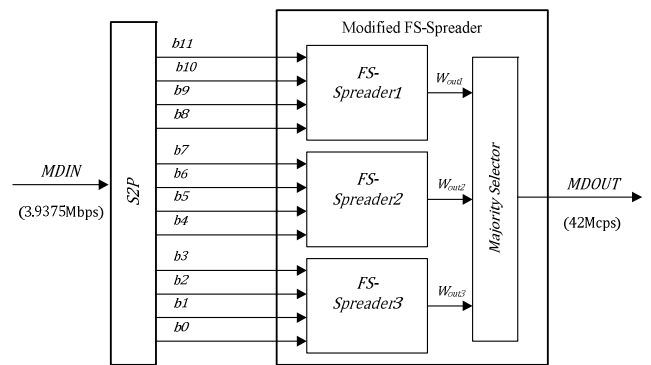 Modified FS-Spreader
b11
b10
b9
b8
FS-
Spreader1
Wout1
b7
b6
b5
b4
FS-
Spreader2
Wout2
b3
b2
b1
b0
FS-
Spreader3
Wout3
MDIN
(3.9375Mbps)
S2P
Majority Selector
MDOUT
(42Mcps)